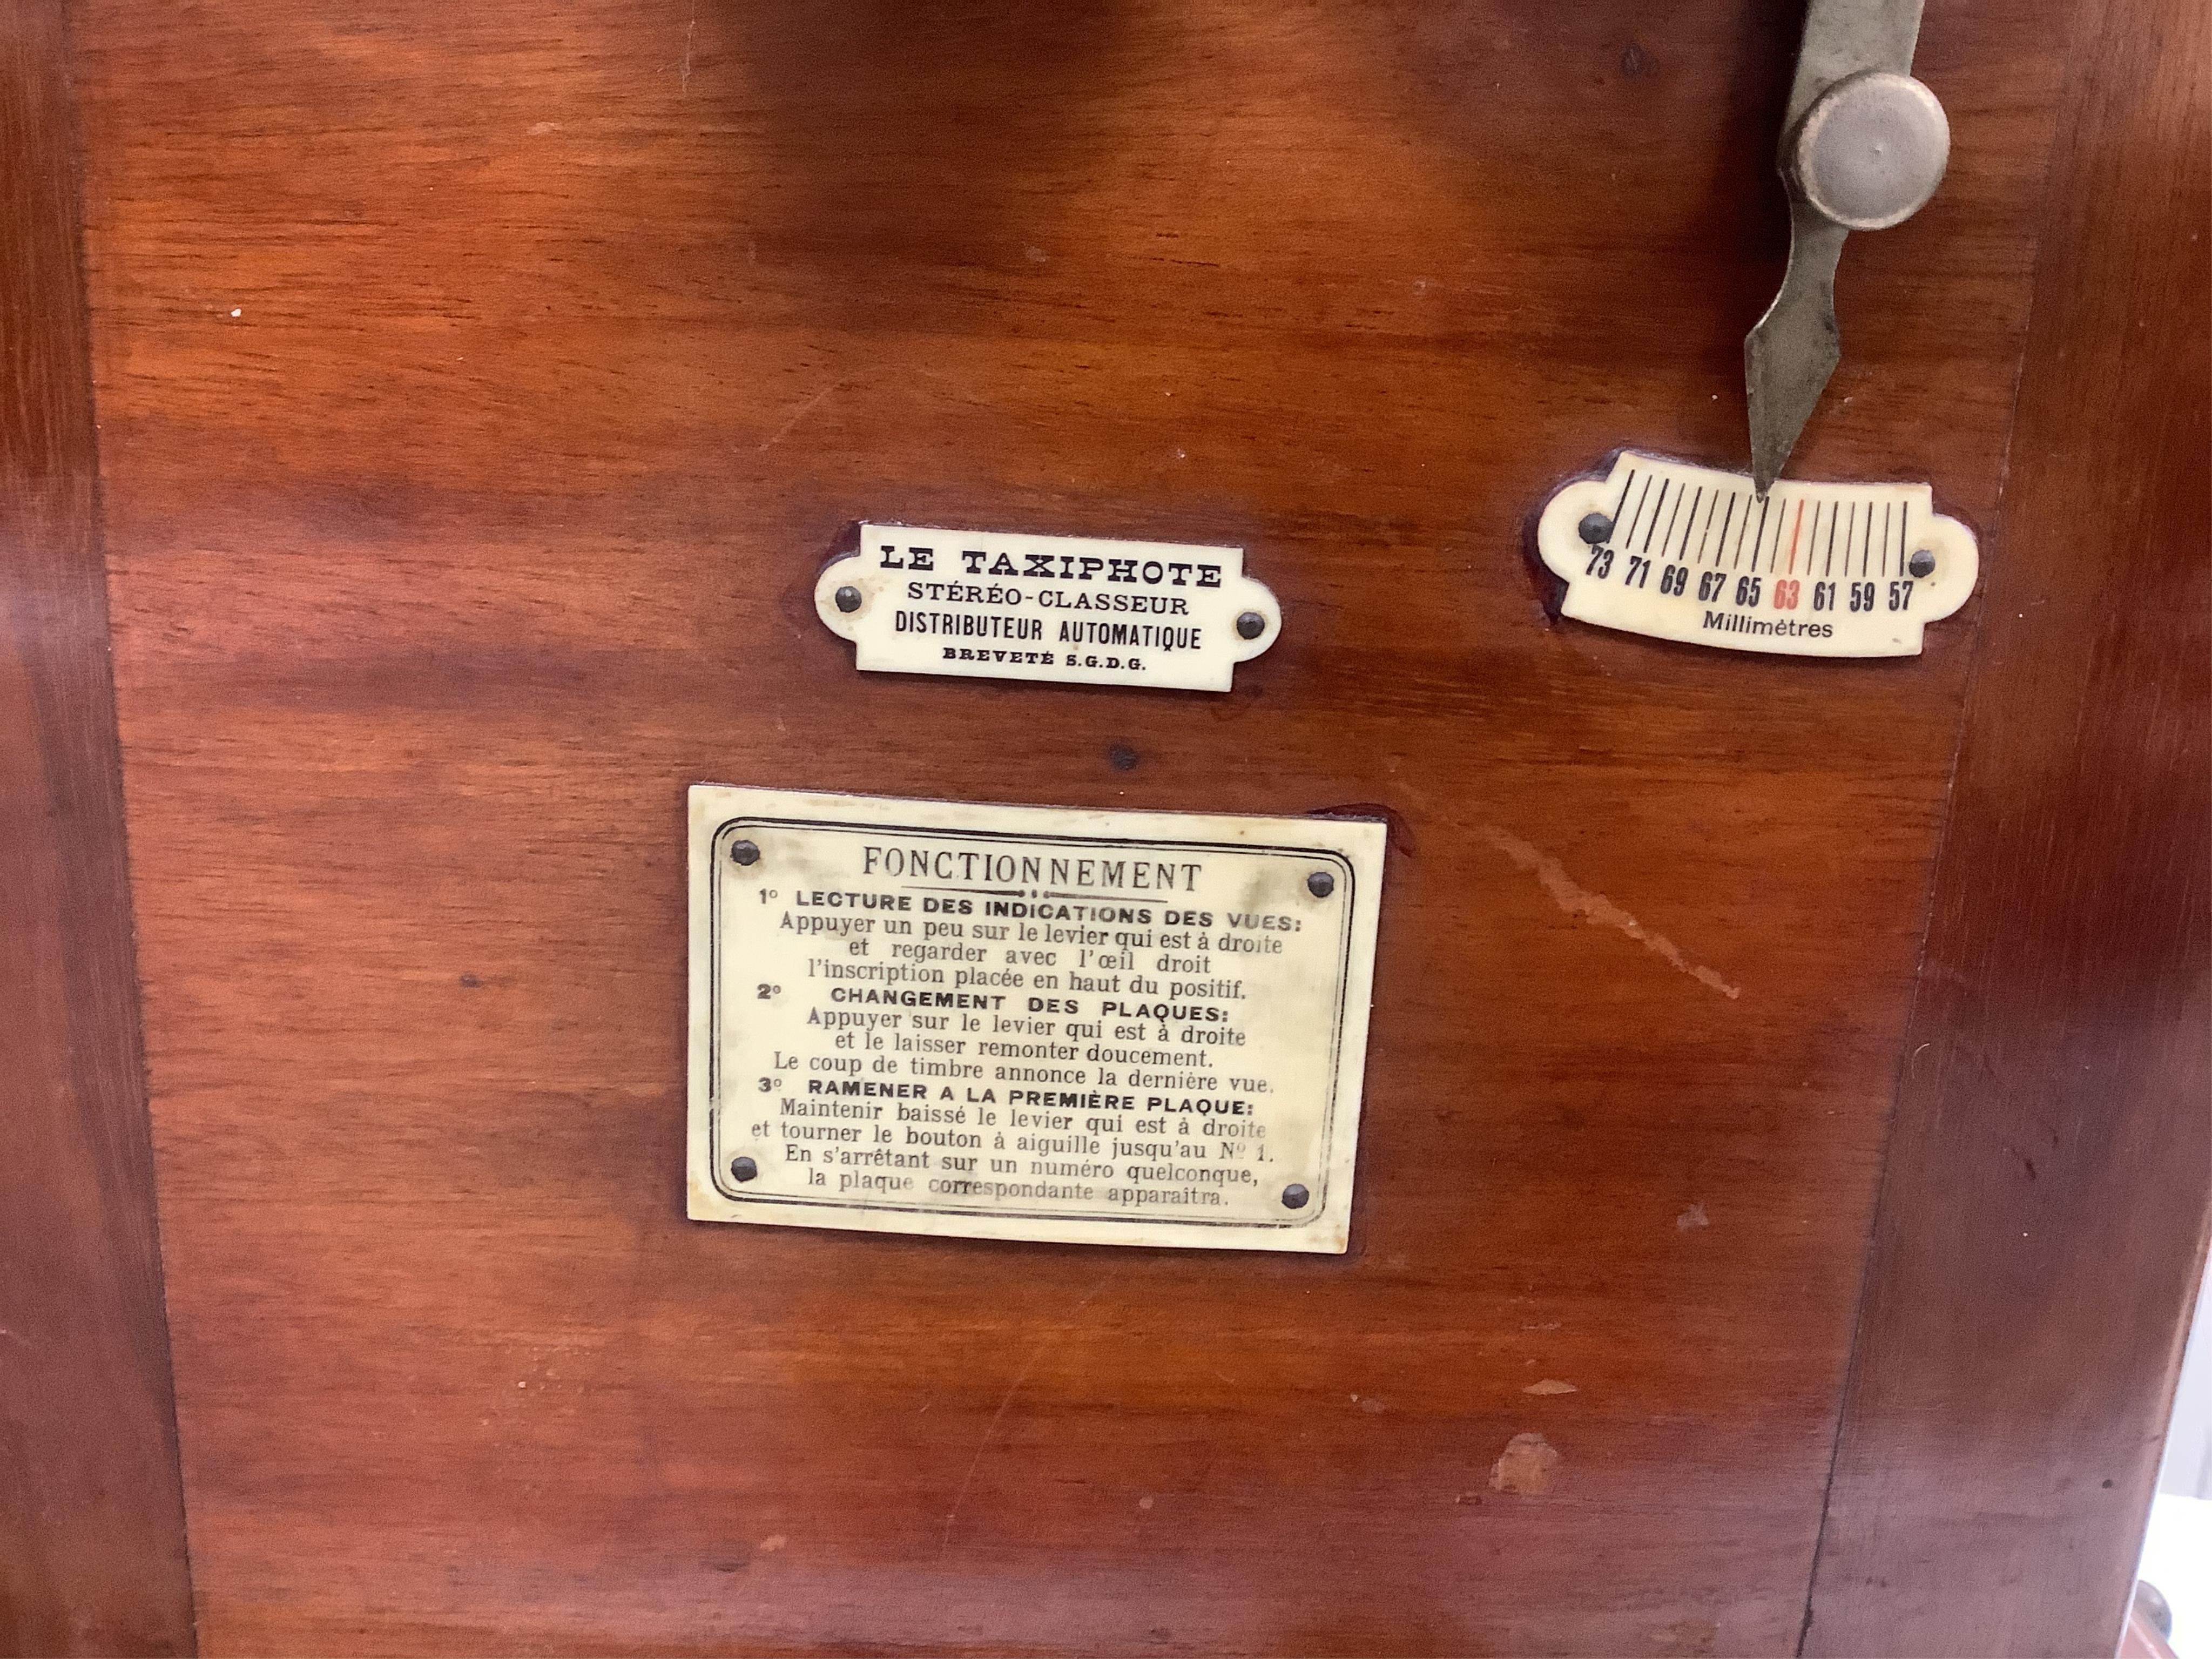 LE TAXIPHOTE
STÉRÉO-CLASSEUR
DISTRIBUTEUR AUTOMATIQUE
BREVETÉ S.G.D.G.
73 71 69 67 65 63 61 59 57
Millimètres
FONCTIONNEMENT
1º LECTURE DES INDICATIONS DES VUES:
Appuyer un peu sur le levier qui est à droite
et regarder avec l'œil droit
l'inscription placée en haut du positif.
2º CHANGEMENT DES PLAQUES:
Appuyer sur le levier qui est à droite
et le laisser remonter doucement.
Le coup de timbre annonce la dernière vue.
3º RAMENER A LA PREMIÈRE PLAQUE:
Maintenir baissé le levier qui est à droite
et tourner le bouton à aiguille jusqu'au Nº 1.
En s'arrêtant sur un numéro quelconque,
la plaque correspondante apparaîtra.